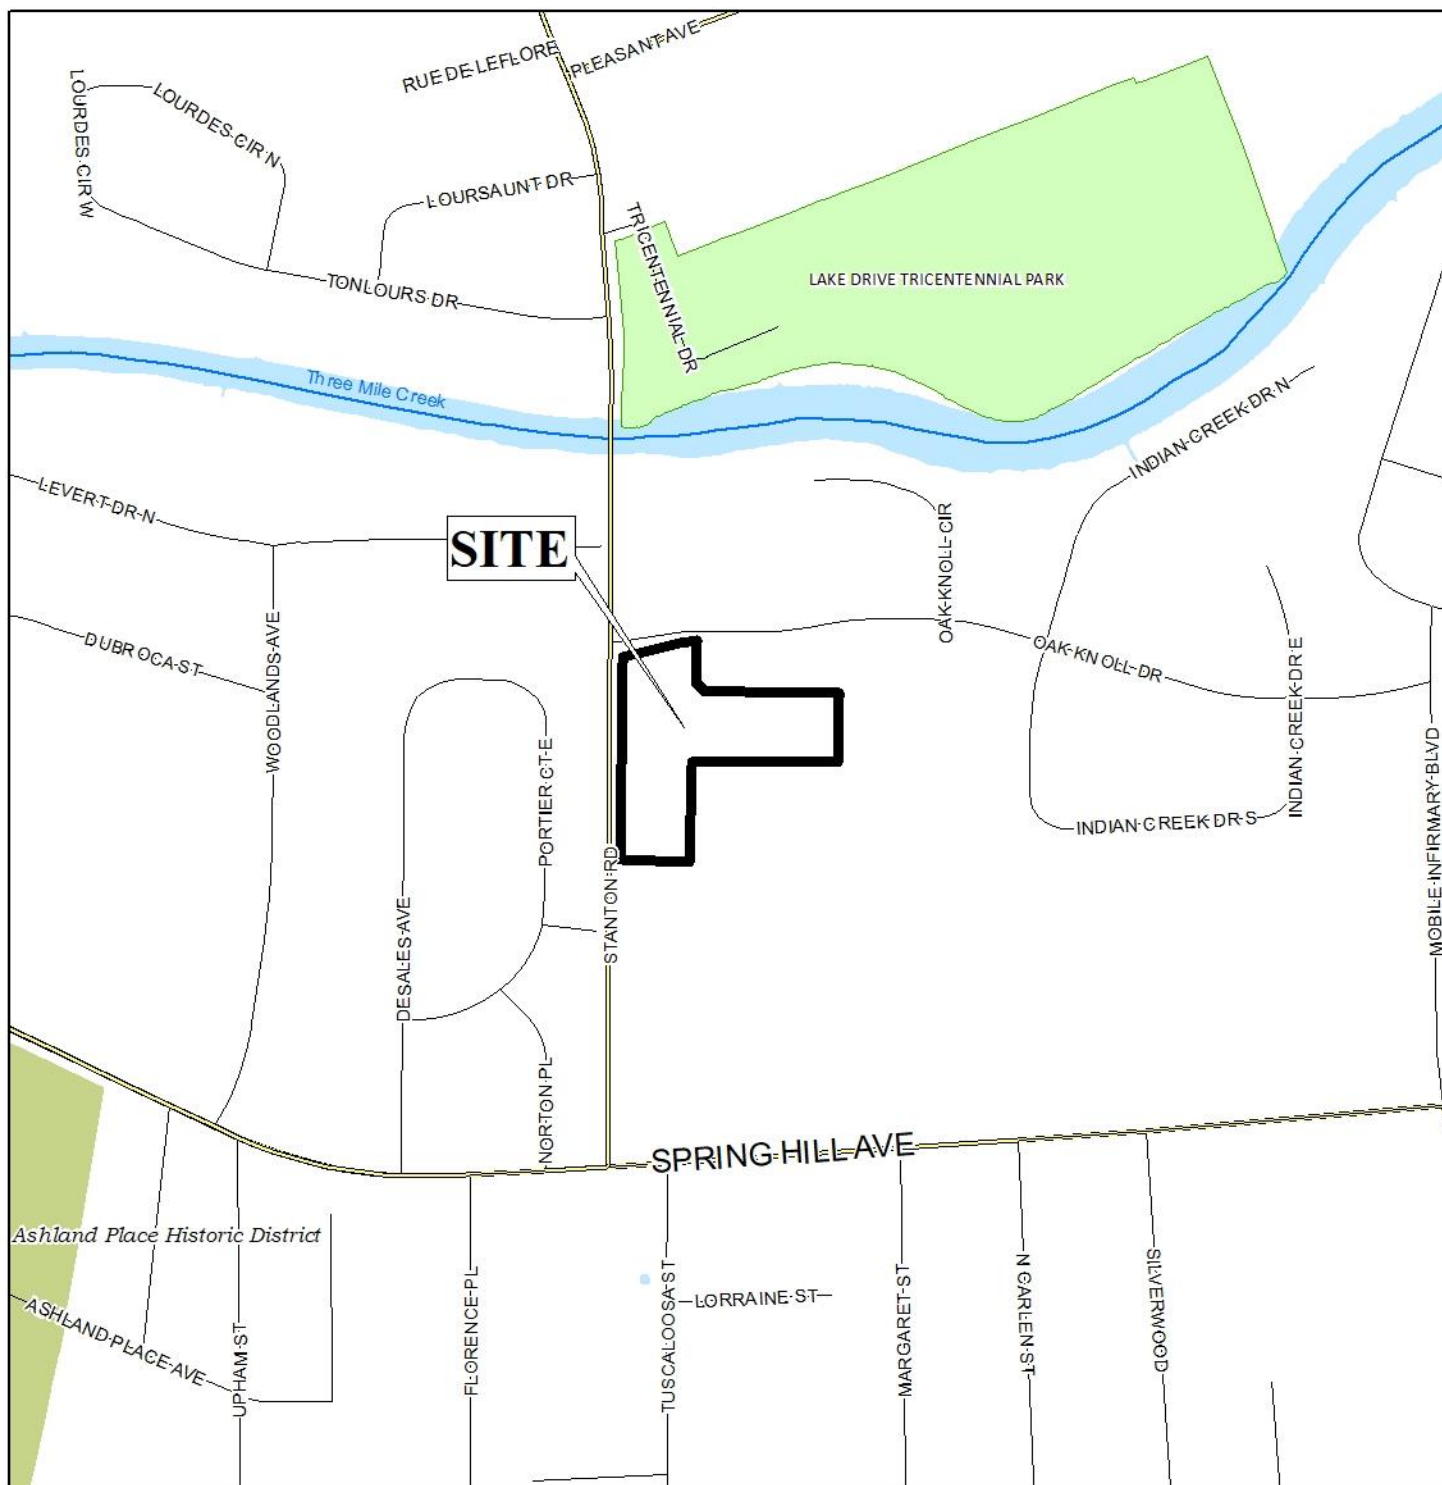 RUE DE LEFLORE
PLEASANT AVE
LOURDES CIR W
LOURDES CIR N
LOURSAUNT DR
TRICENTENNIAL DR
TONLOURS DR
LAKE DRIVE TRICENTENNIAL PARK
Three Mile Creek
INDIAN CREEK DR N
LEVERT DR N
SITE
OAK KNOLL CIR
DUBROCA ST
WOODLANDS AVE
OAK KNOLL DR
INDIAN CREEK DR E
PORTIER CT E
MOBILE INFIRMARY BLVD
INDIAN CREEK DR S
STANTON RD
DESALES AVE
NORTON PL
SPRING HILL AVE
Ashland Place Historic District
ASHLAND PLACE AVE
UPHAM ST
FLORENCE PL
TUSCALOOSA ST
LORRAINE ST
MARGARET ST
N CARLEN ST
SILVERWOOD